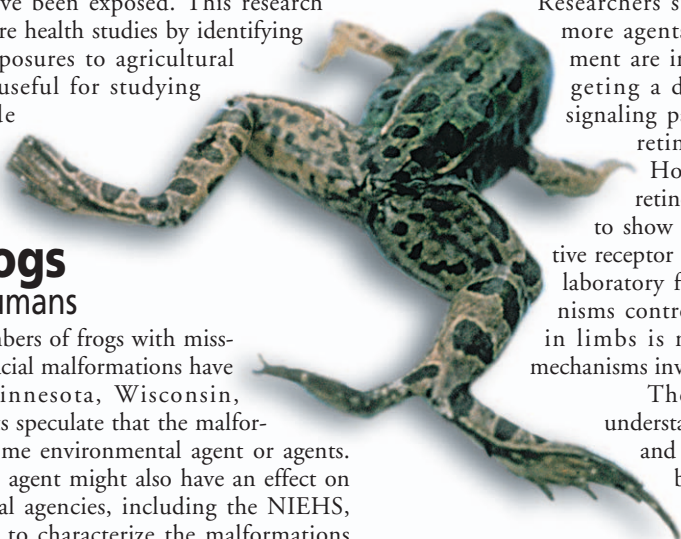 ve been exposed. This research
re health studies by identifying
posures to agricultural
useful for studying
le
ogs
umans
bers of frogs with miss-
cial malformations have
innesota, Wisconsin,
s speculate that the malfor-
me environmental agent or agents.
agent might also have an effect on
al agencies, including the NIEHS,
to characterize the malformations
Researchers s
more agents
ment are in
geting a d
signaling pa
retin
Ho
retin
to show
tive receptor
laboratory f
nisms contro
in limbs is n
mechanisms inv
The
understa
and
b